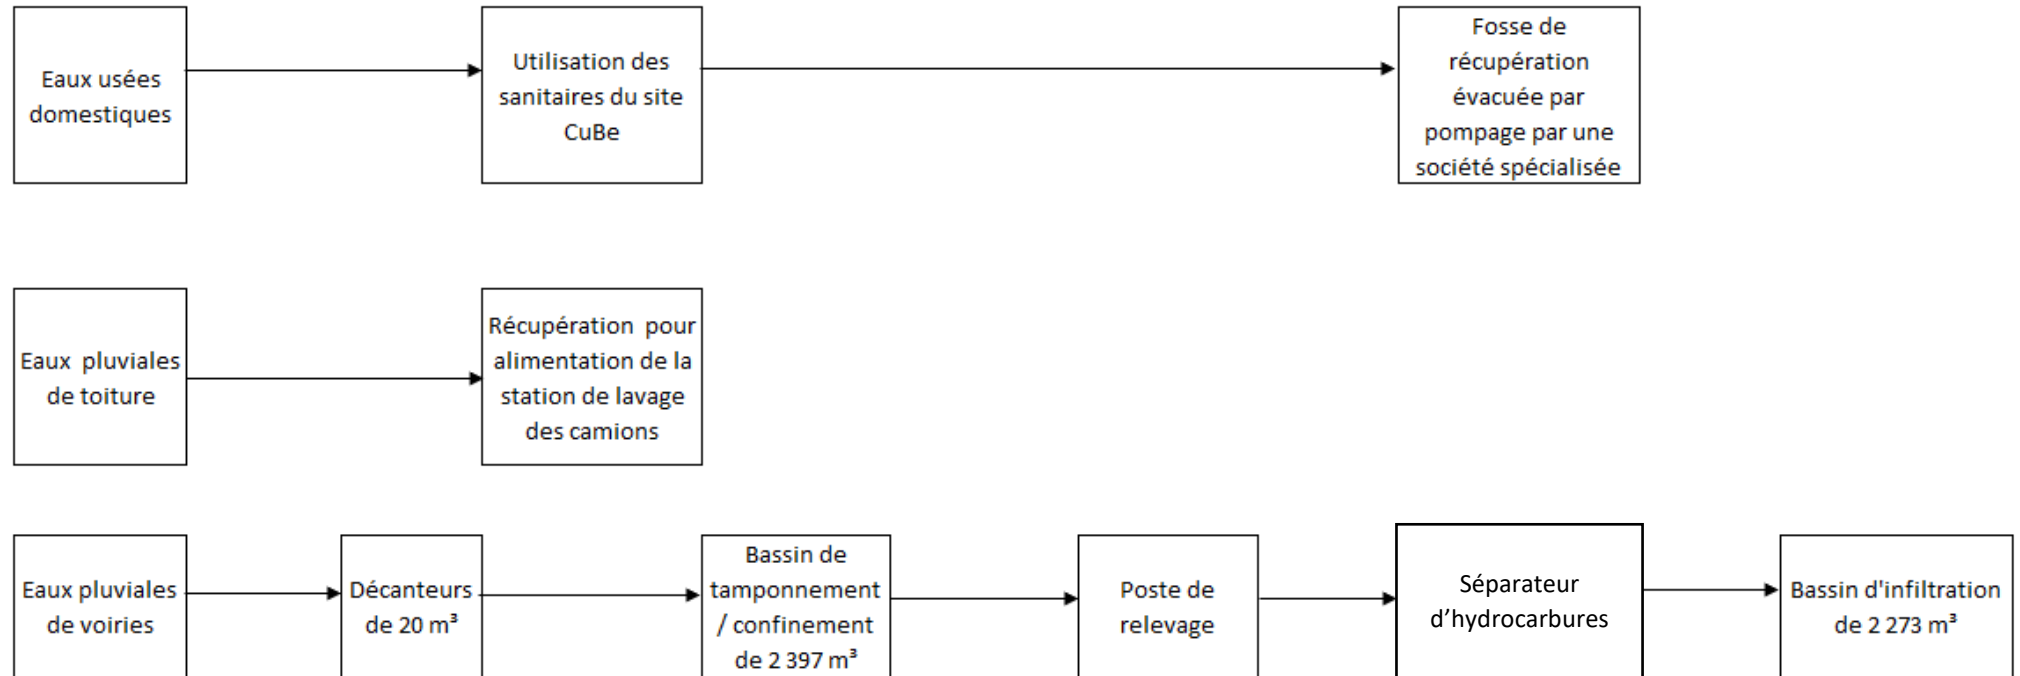 Eaux usées
domestiques
Utilisation des
sanitaires du site
CuBe
Fosse de
récupération
évacuée par
pompage par une
société spécialisée
Eaux pluviales
de toiture
Récupération pour
alimentation de la
station de lavage
des camions
Eaux pluviales
de voiries
Décanteurs
de 20 m³
Bassin de
tamponnement
/ confinement
de 2 397 m³
Poste de
relevage
Séparateur
d’hydrocarbures
Bassin d'infiltration
de 2 273 m³